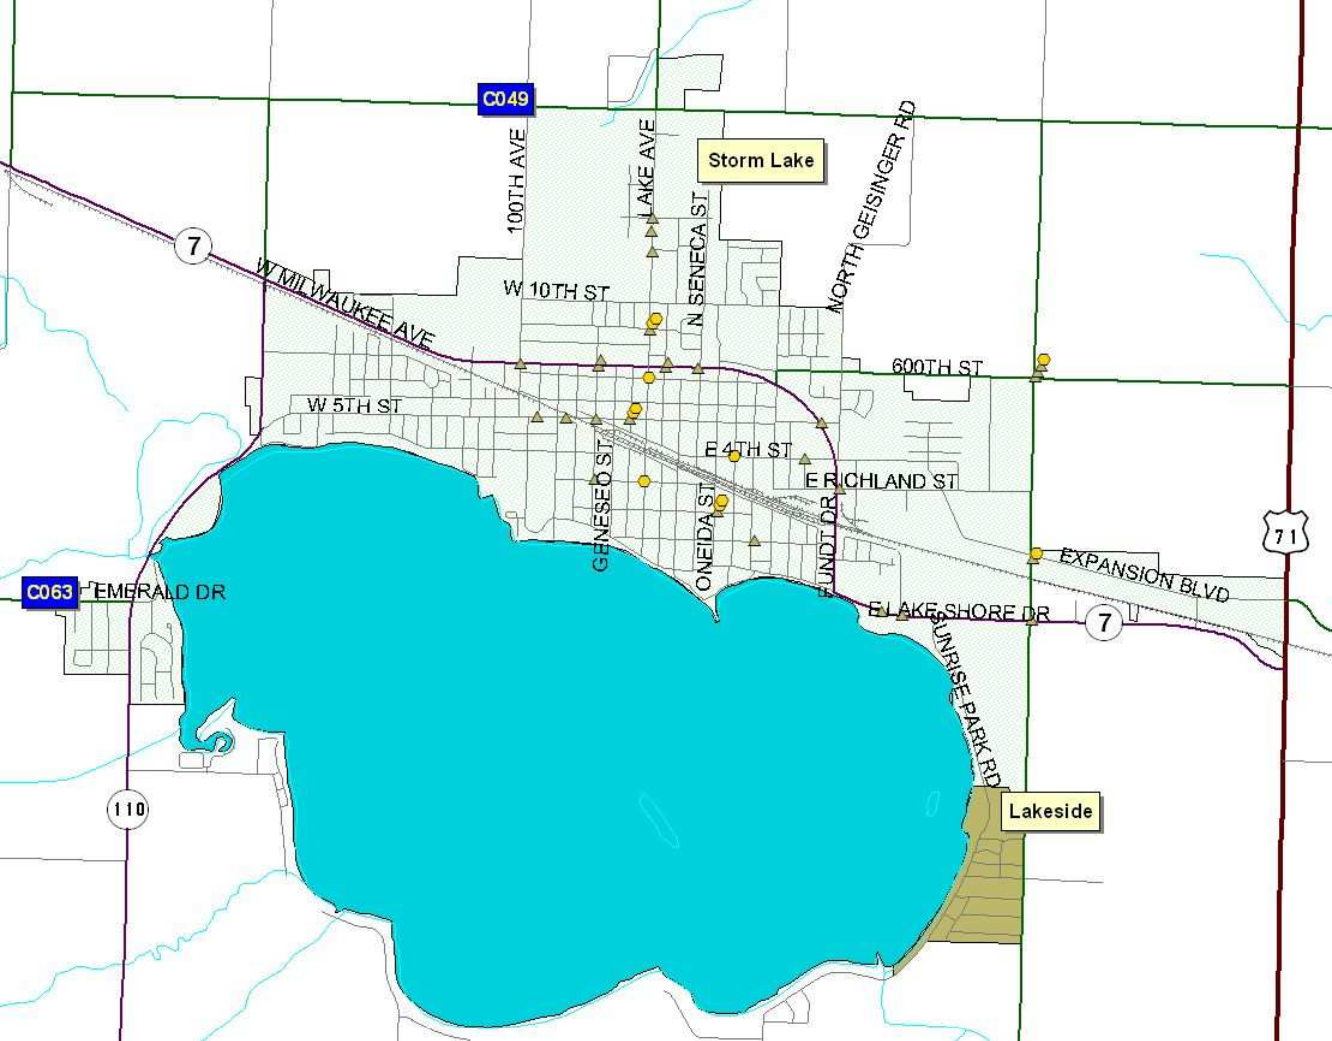 C049
100TH AVE
LAKE AVE
Storm Lake
NORTH GEISINGER RD
N SENECA ST
7
W MILWAUKEE AVE
W 10TH ST
600TH ST
W 5TH ST
E 4TH ST
E RICHLAND ST
GENESEO ST
ONEIDA ST
FLINDT DR
71
EXPANSION BLVD
C063
EMERALD DR
E LAKE SHORE DR
7
SUNRISE PARK RD
110
Lakeside